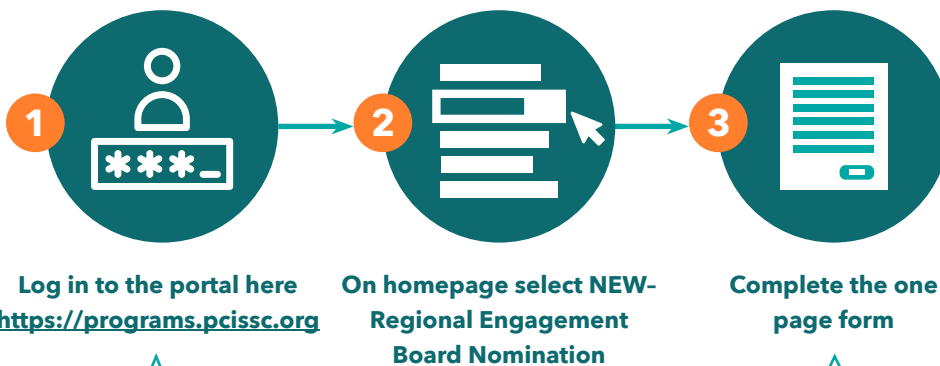 1
2
3
***_
Log in to the portal here
https://programs.pcissc.org
On homepage select NEW–
Regional Engagement
Board Nomination
Complete the one
page form